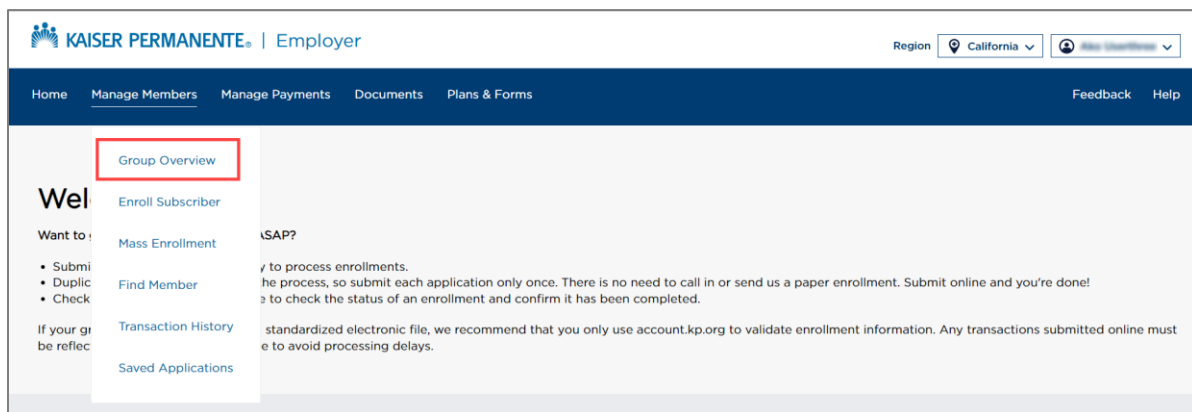 KAISER PERMANENTE® | Employer
Region California
Home Manage Members Manage Payments Documents Plans & Forms Feedback Help
Group Overview
Enroll Subscriber
Mass Enrollment
Find Member
Transaction History
Saved Applications
Wel
Want to ASAP?
• Submi y to process enrollments.
• Duplic he process, so submit each application only once. There is no need to call in or send us a paper enrollment. Submit online and you're done!
• Check e to check the status of an enrollment and confirm it has been completed.
If your gr standardized electronic file, we recommend that you only use account.kp.org to validate enrollment information. Any transactions submitted online must
be reflec e to avoid processing delays.